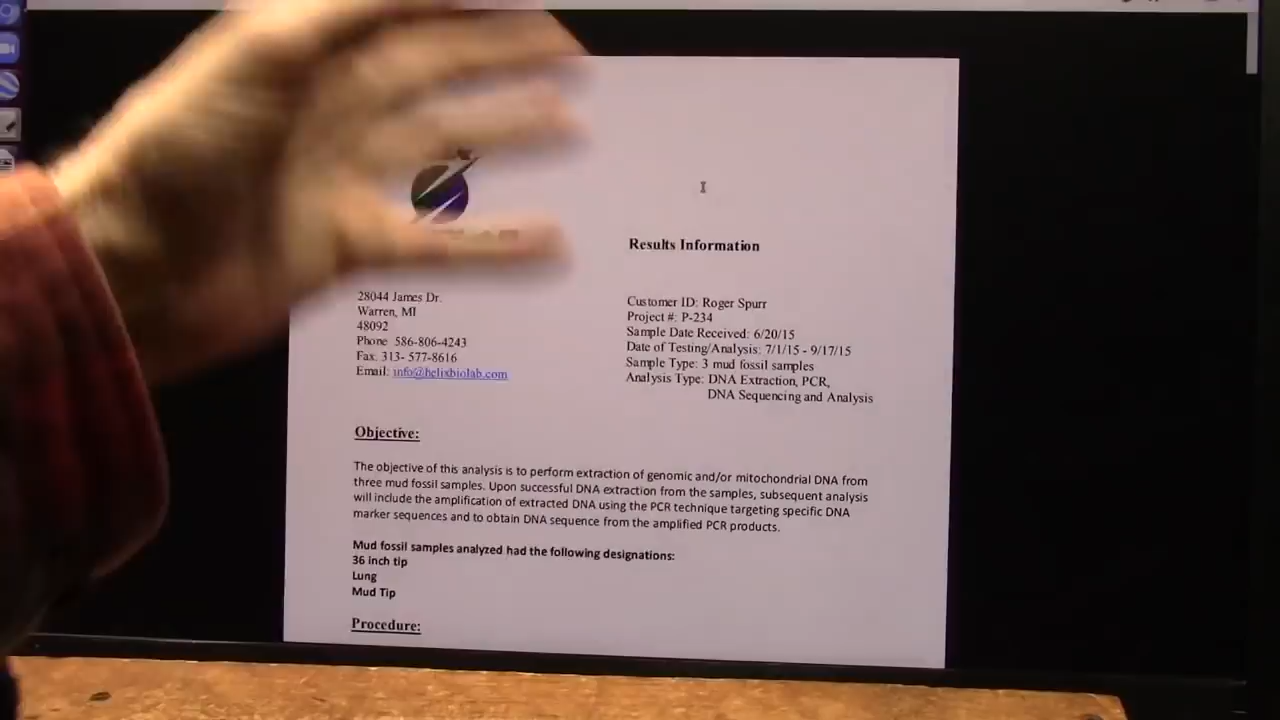 Results Information
28044 James Dr.
Warren, MI
48092
Phone 586-806-4243
Fax. 313- 577-8616
Email: info@helixbiolab.com
Customer ID: Roger Spurr
Project #: P-234
Sample Date Received: 6/20/15
Date of Testing/Analysis: 7/1/15 - 9/17/15
Sample Type: 3 mud fossil samples
Analysis Type: DNA Extraction, PCR,
DNA Sequencing and Analysis
Objective:
The objective of this analysis is to perform extraction of genomic and/or mitochondrial DNA from
three mud fossil samples. Upon successful DNA extraction from the samples, subsequent analysis
will include the amplification of extracted DNA using the PCR technique targeting specific DNA
marker sequences and to obtain DNA sequence from the amplified PCR products.
Mud fossil samples analyzed had the following designations:
36 inch tip
Lung
Mud Tip
Procedure: